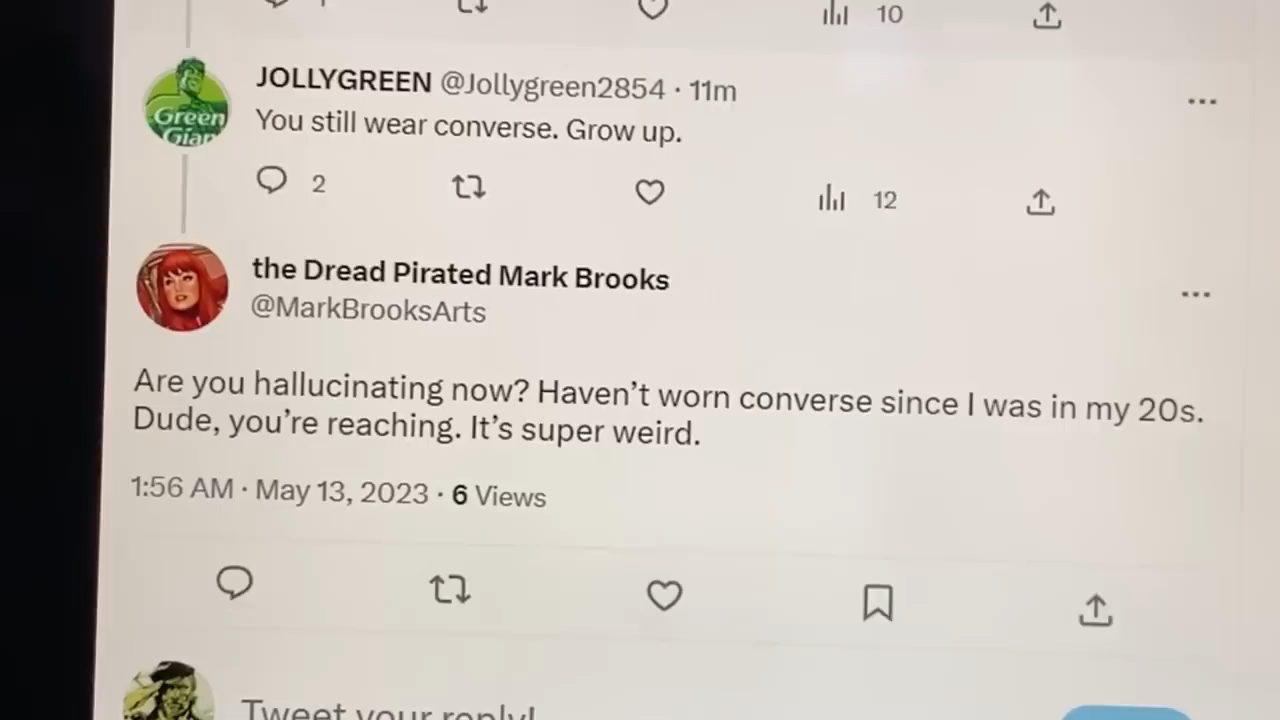 10
JOLLYGREEN @Jollygreen2854 · 11m
Green
Gian
You still wear converse. Grow up.
2
12
the Dread Pirated Mark Brooks
@MarkBrooksArts
Are you hallucinating now? Haven't worn converse since I was in my 20s.
Dude, you're reaching. It's super weird.
1:56 AM · May 13, 2023 · 6 Views
Tweet your reply!